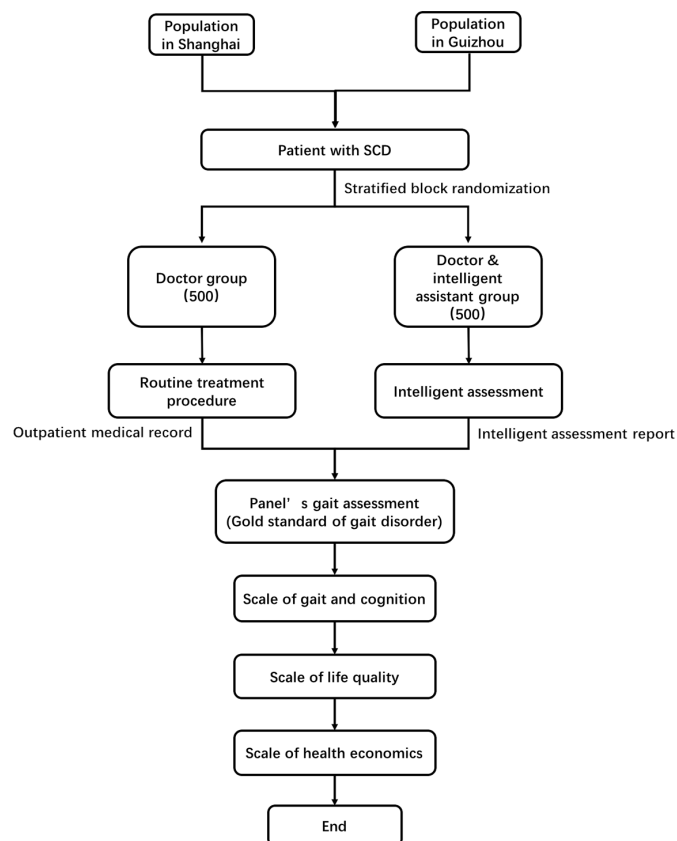 Population
in Shanghai
Population
in Guizhou
Patient with SCD
Stratified block randomization
Doctor group
(500)
Doctor &
intelligent
assistant group
(500)
Routine treatment
procedure
Intelligent assessment
Outpatient medical record
Intelligent assessment report
Panel's gait assessment
(Gold standard of gait disorder)
Scale of gait and cognition
Scale of life quality
Scale of health economics
End